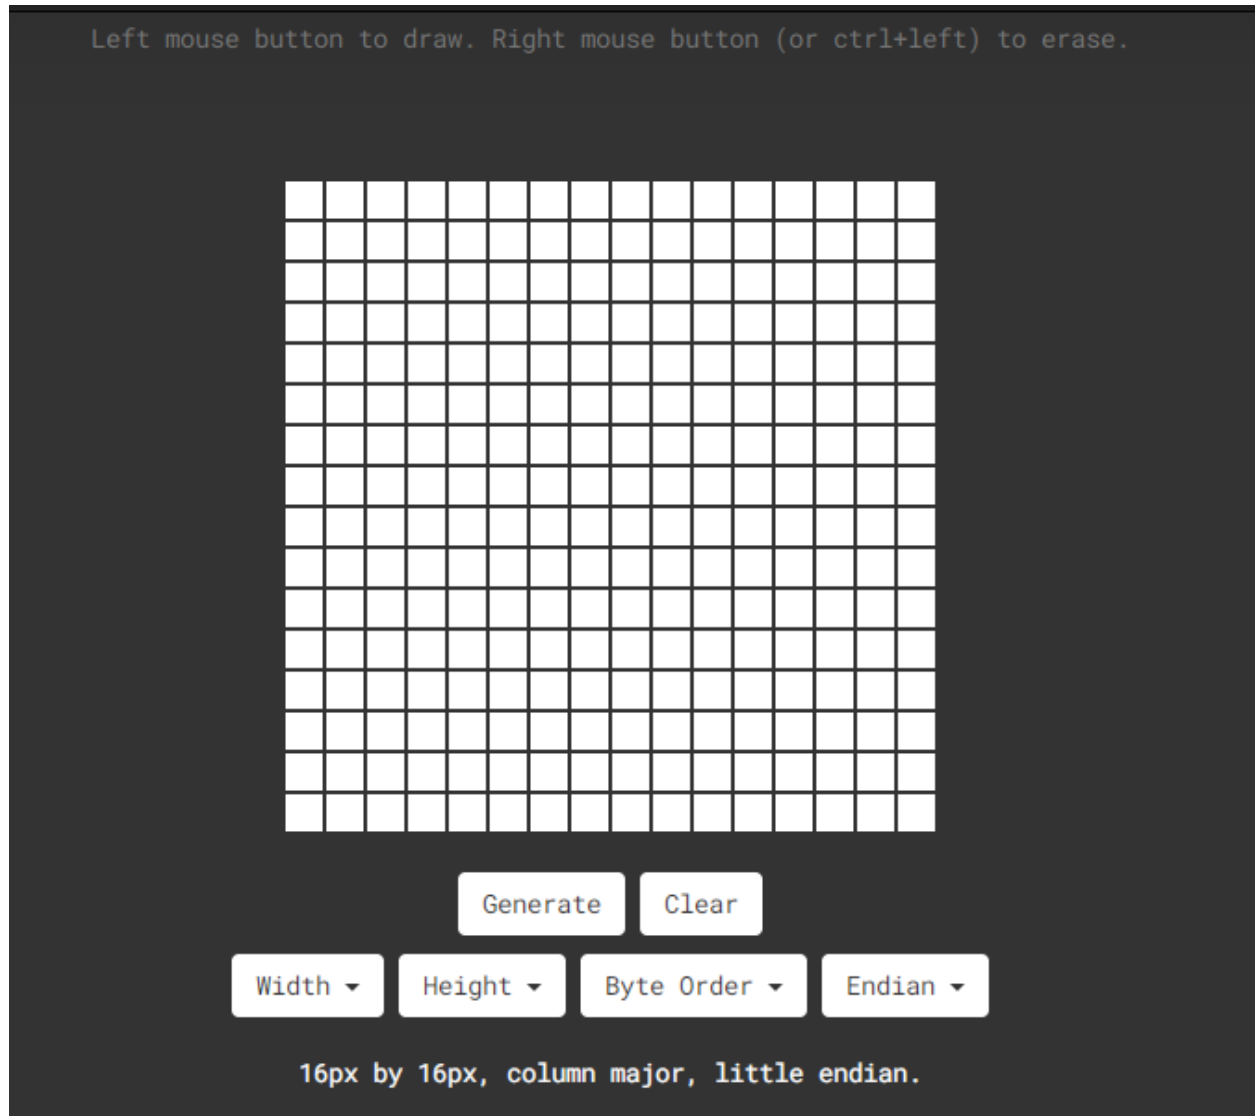 Left mouse button to draw. Right mouse button (or ctrl+left) to erase.
Generate Clear
Width Height Byte Order Endian
16px by 16px, column major, little endian.